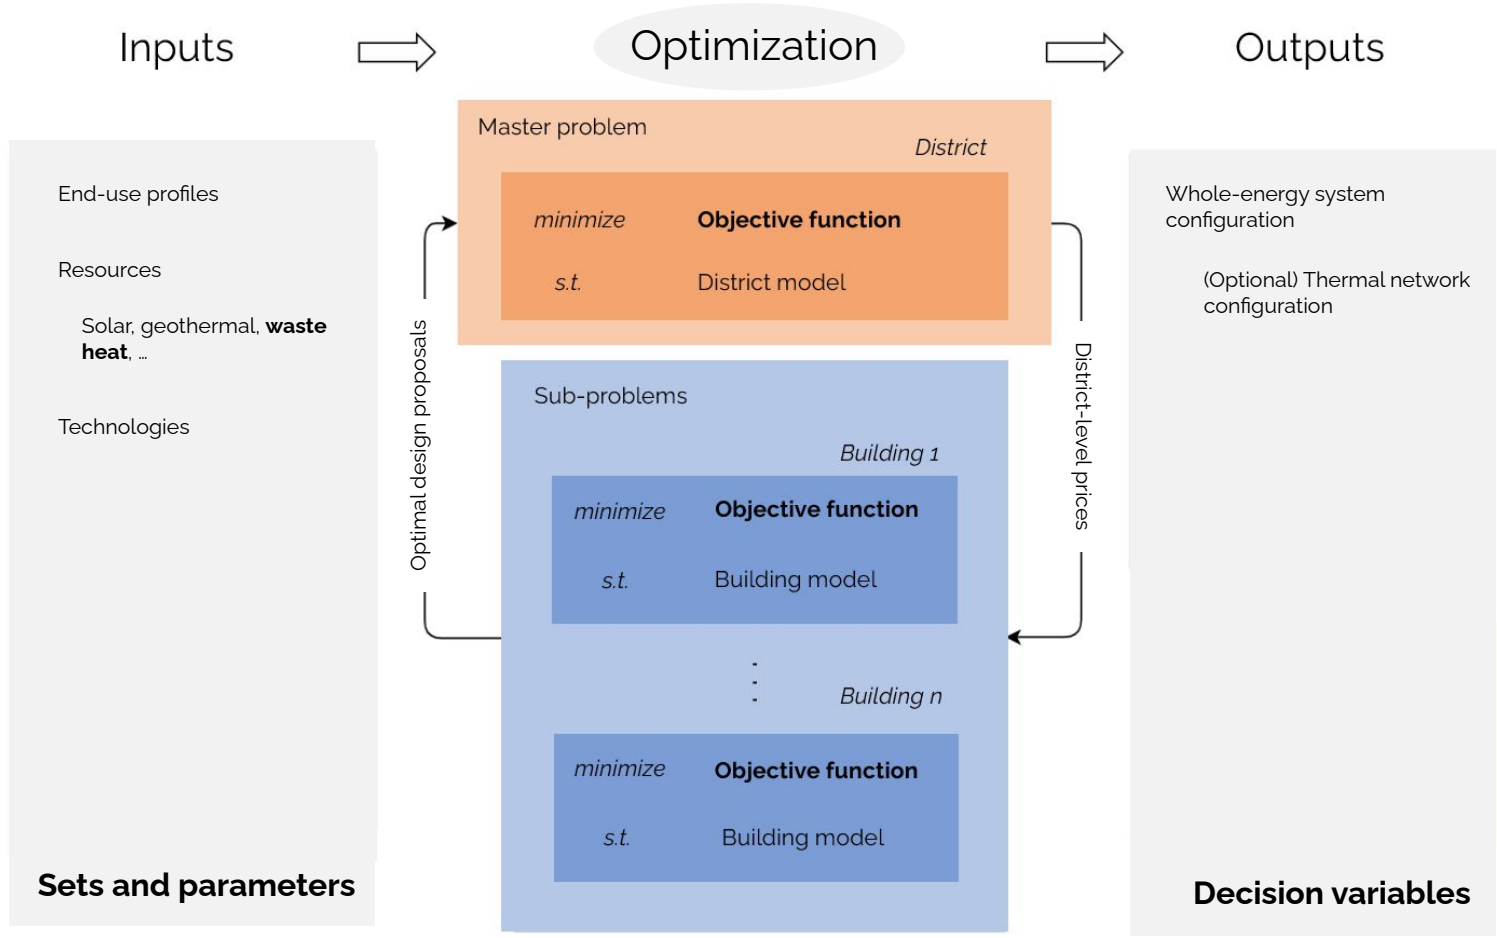 Inputs
Optimization
Outputs
End-use profiles
Resources
Solar, geothermal, waste
heat, ...
Technologies
Sets and parameters
Optimal design proposals
Master problem
District
minimize Objective function
s.t. District model
Sub-problems
Building 1
minimize Objective function
s.t. Building model
Building n
minimize Objective function
s.t. Building model
District-level prices
Whole-energy system
configuration
(Optional) Thermal network
configuration
Decision variables